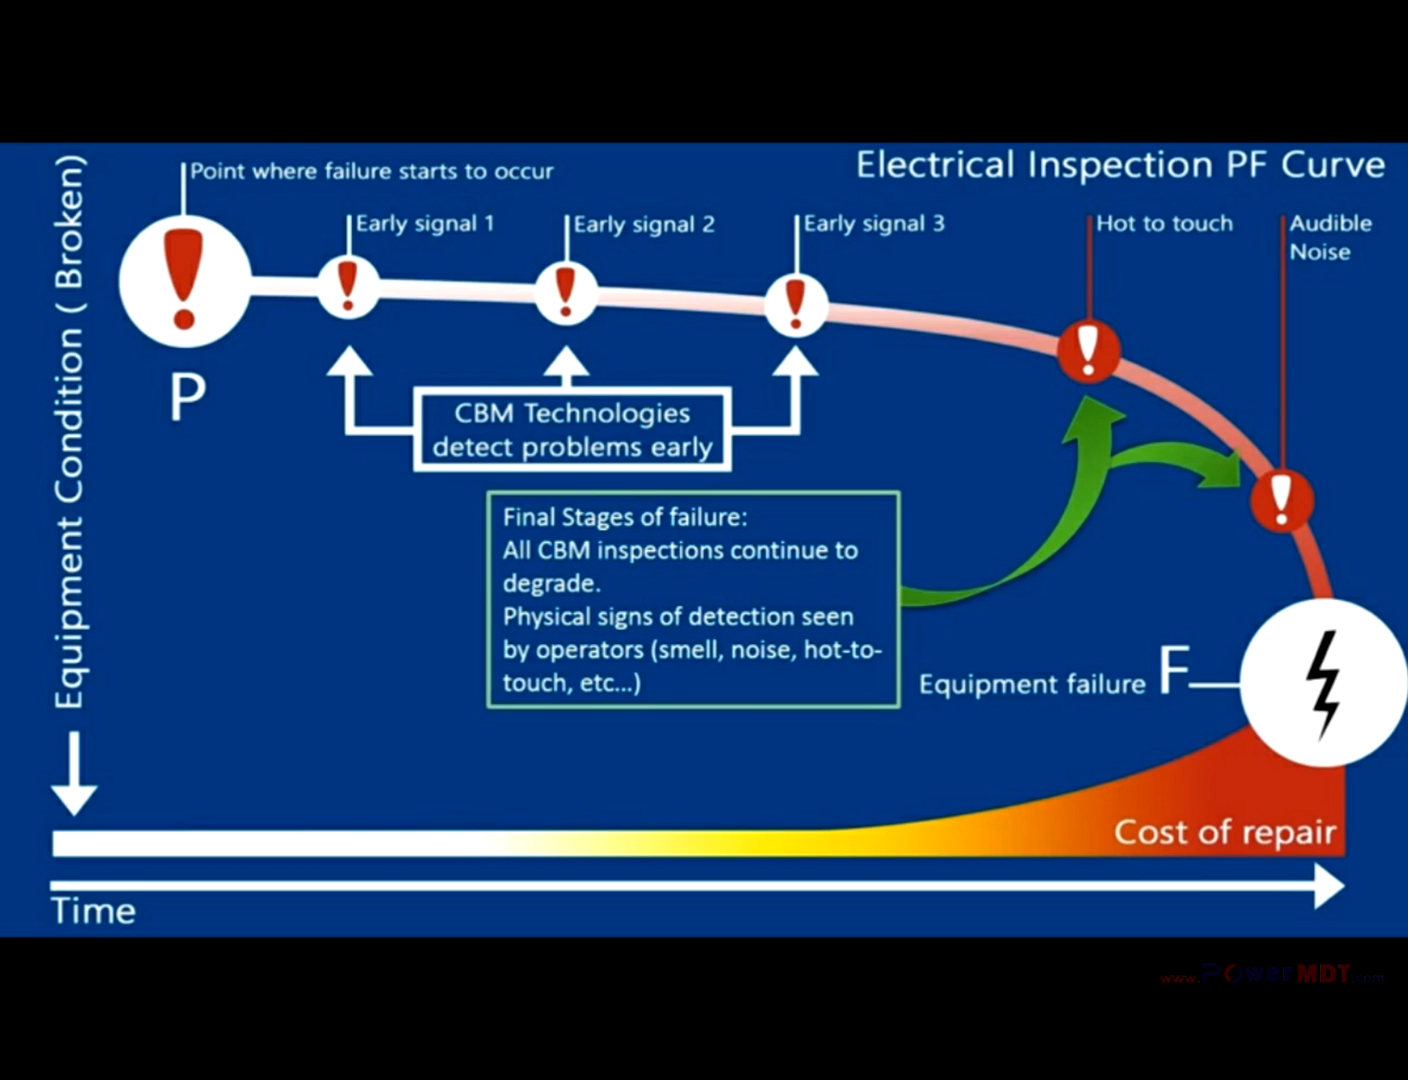 Electrical Inspection PF Curve
Point where failure starts to occur
Early signal 1
Early signal 2
Early signal 3
Hot to touch
Audible
Noise
Equipment Condition ( Broken)
P
CBM Technologies
detect problems early
Final Stages of failure:
All CBM inspections continue to
degrade.
Physical signs of detection seen
by operators (smell, noise, hot-to-
touch, etc...)
Equipment failure F
Cost of repair
Time
www.PowerMDT.com